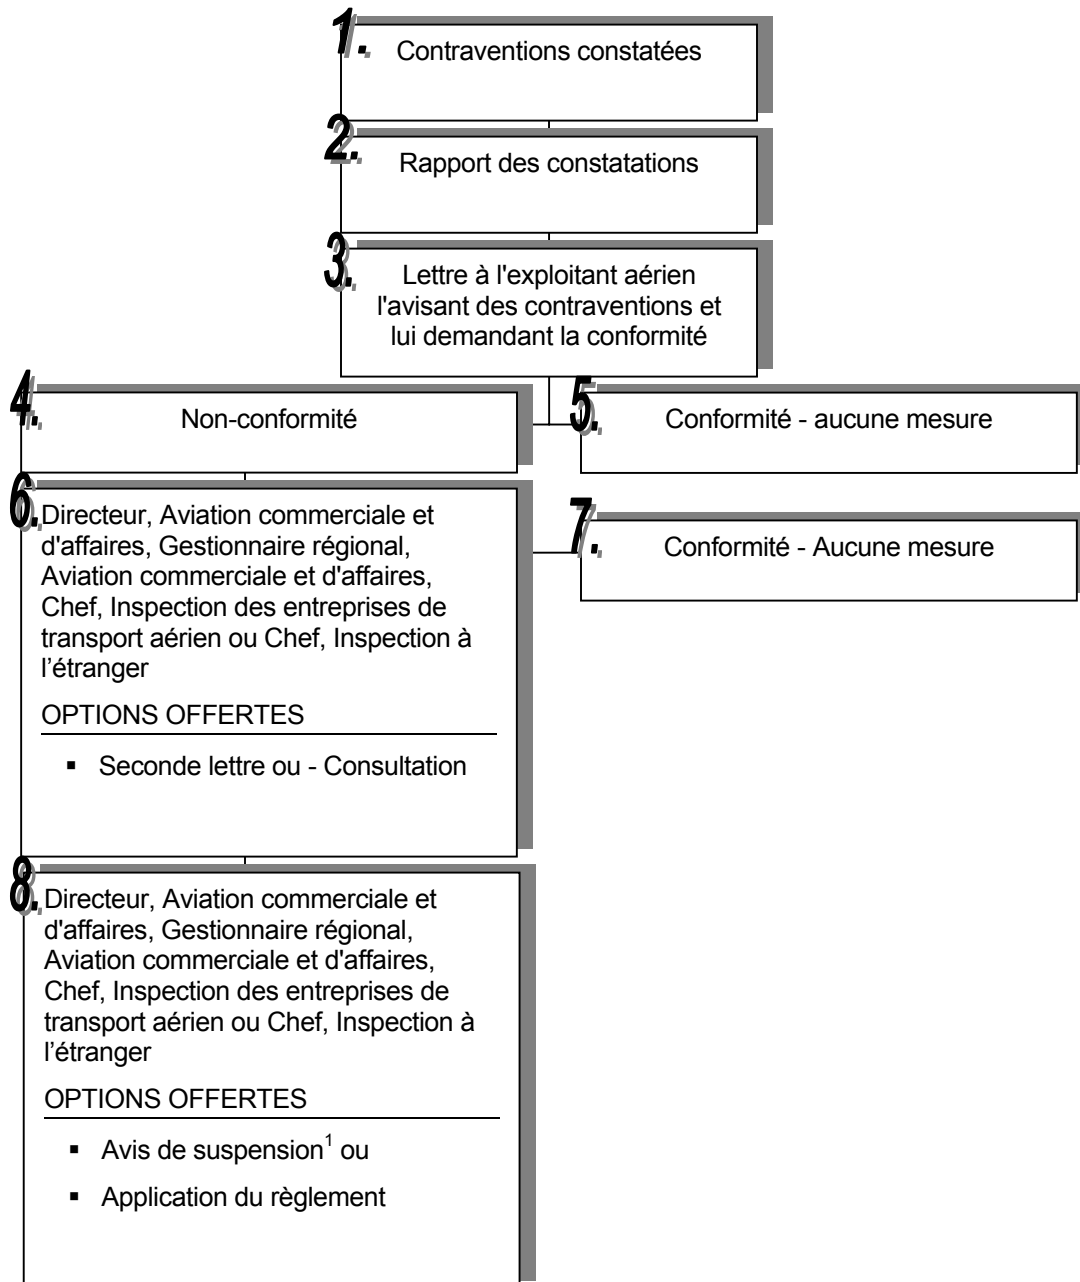 1. Contraventions constatées
2. Rapport des constatations
3. Lettre à l'exploitant aérien
l'avisant des contraventions et
lui demandant la conformité
4. Non-conformité
5. Conformité - aucune mesure
6. Directeur, Aviation commerciale et
d'affaires, Gestionnaire régional,
Aviation commerciale et d'affaires,
Chef, Inspection des entreprises de
transport aérien ou Chef, Inspection à
l’étranger
OPTIONS OFFERTES
▪ Seconde lettre ou - Consultation
7. Conformité - Aucune mesure
8. Directeur, Aviation commerciale et
d'affaires, Gestionnaire régional,
Aviation commerciale et d'affaires,
Chef, Inspection des entreprises de
transport aérien ou Chef, Inspection à
l’étranger
OPTIONS OFFERTES
▪ Avis de suspension¹ ou
▪ Application du règlement